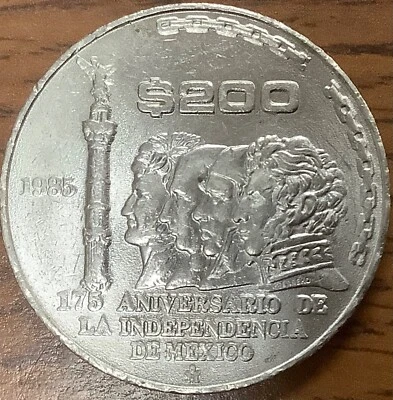 $200
1985
175 ANIVERSARIO DE
LA INDEPENDENCIA
DE MEXICO